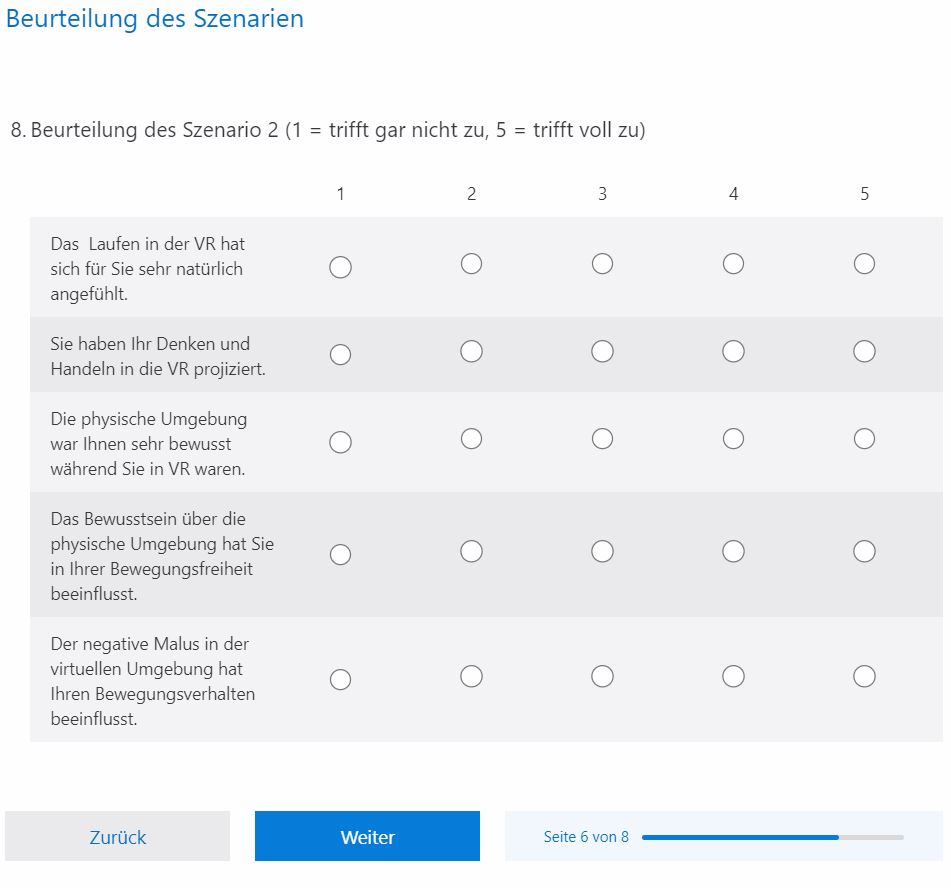 Beurteilung des Szenarien
8. Beurteilung des Szenario 2 (1 = trifft gar nicht zu, 5 = trifft voll zu)
1 2 3 4 5
Das  Laufen in der VR hat
sich für Sie sehr natürlich
angefühlt.
Sie haben Ihr Denken und
Handeln in die VR projiziert.
Die physische Umgebung
war Ihnen sehr bewusst
während Sie in VR waren.
Das Bewusstsein über die
physische Umgebung hat Sie
in Ihrer Bewegungsfreiheit
beeinflusst.
Der negative Malus in der
virtuellen Umgebung hat
Ihren Bewegungsverhalten
beeinflusst.
Zurück
Weiter
Seite 6 von 8